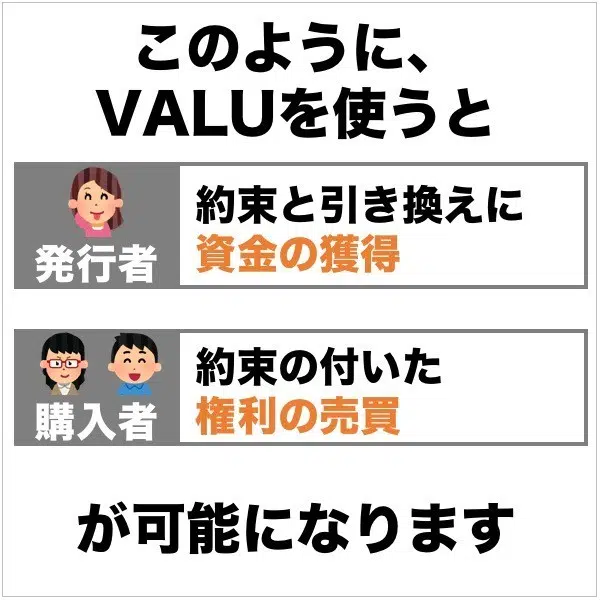 このように、
VALUを使うと
発行者
約束と引き換えに
資金の獲得
購入者
約束の付いた
権利の売買
が可能になります